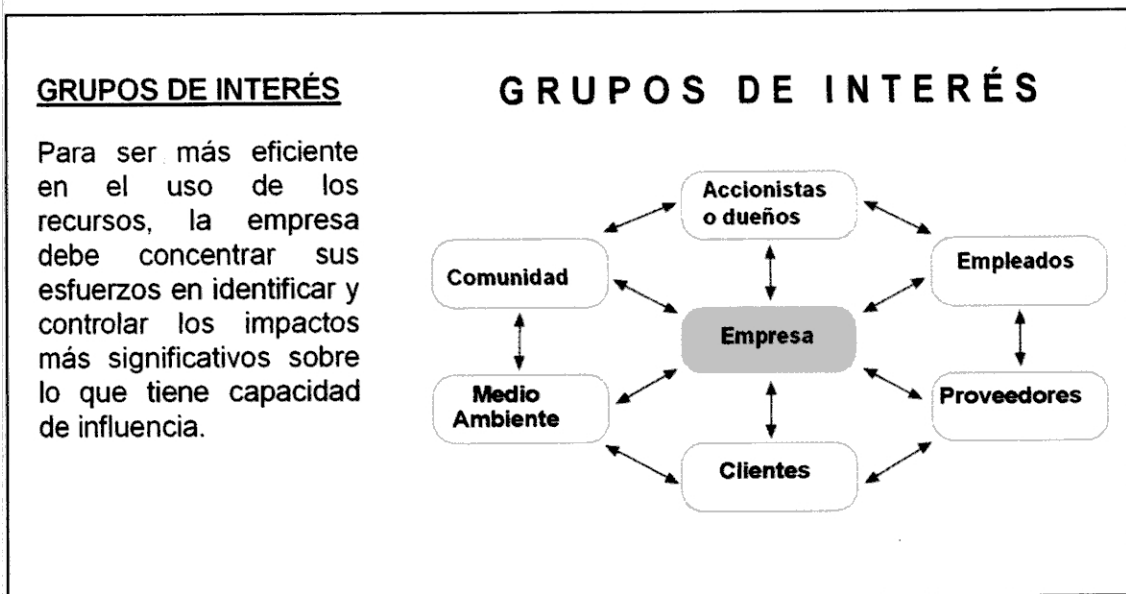 GRUPOS DE INTERÉS
Para ser más eficiente
en el uso de los
recursos, la empresa
debe concentrar sus
esfuerzos en identificar y
controlar los impactos
más significativos sobre
lo que tiene capacidad
de influencia.
GRUPOS DE INTERÉS
Accionistas
o dueños
Comunidad
Empleados
Empresa
Medio
Ambiente
Proveedores
Clientes